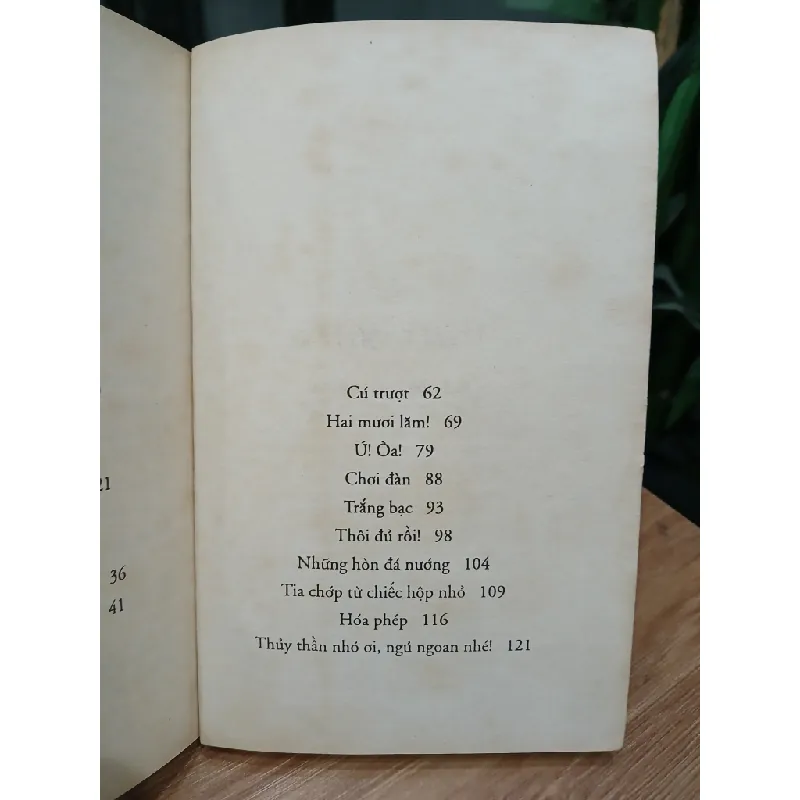 21
36
41
Cú trượt 62
Hai mươi lăm! 69
Ú! Òa! 79
Chơi đàn 88
Trắng bạc 93
Thôi đủ rồi! 98
Những hòn đá nướng 104
Tia chớp từ chiếc hộp nhỏ 109
Hóa phép 116
Thủy thần nhỏ ơi, ngủ ngoan nhé! 121